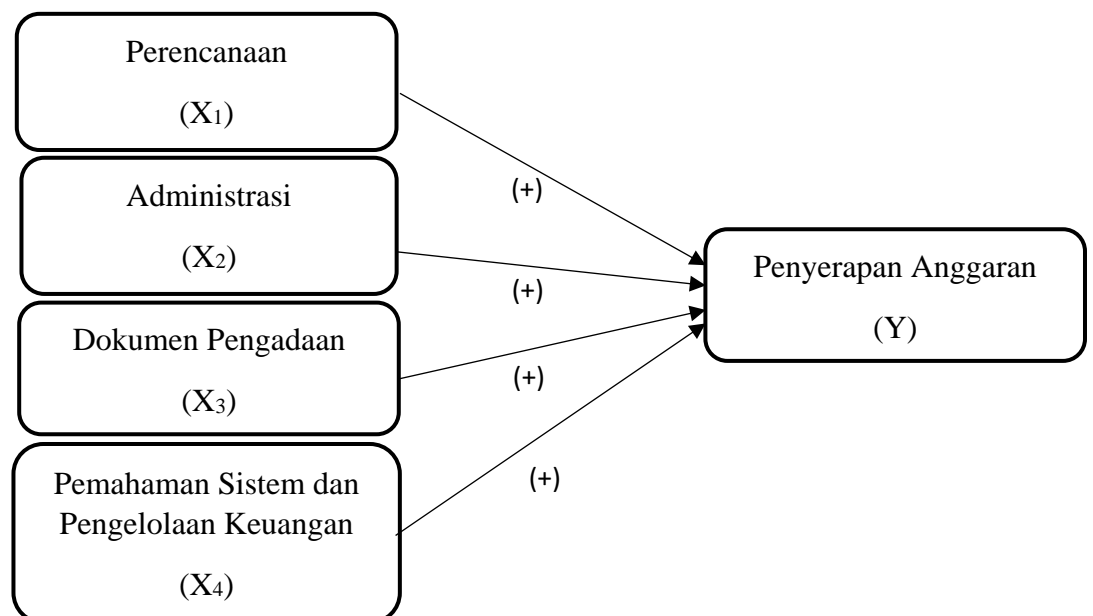 Perencanaan
(X₁)
(+)
Administrasi
(X₂)
(+)
Dokumen Pengadaan
(X₃)
(+)
Pemahaman Sistem dan
Pengelolaan Keuangan
(X₄)
(+)
Penyerapan Anggaran
(Y)